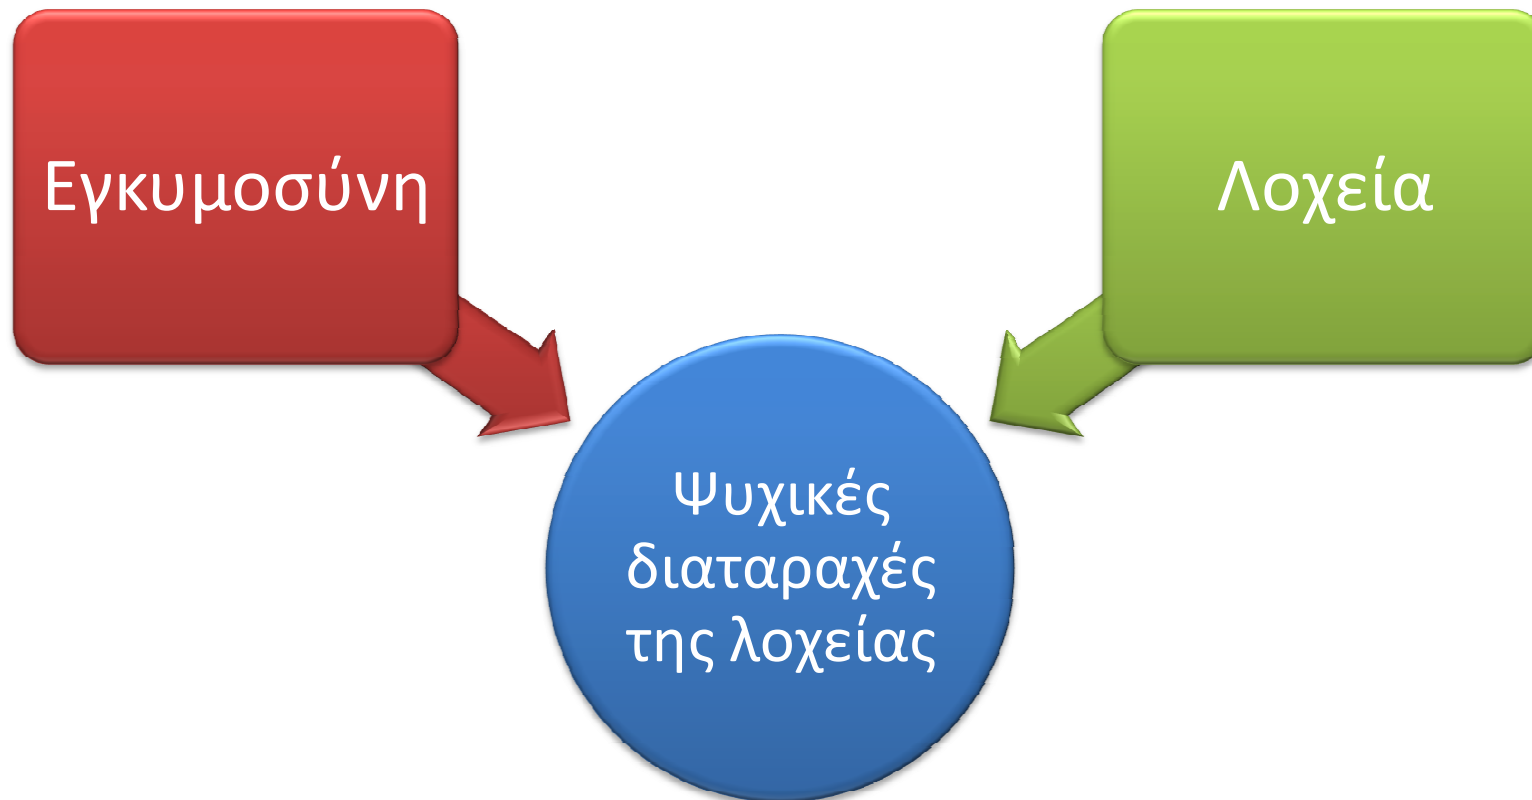 Εγκυμοσύνη
Λοχεία
Ψυχικές
διαταραχές
της λοχείας